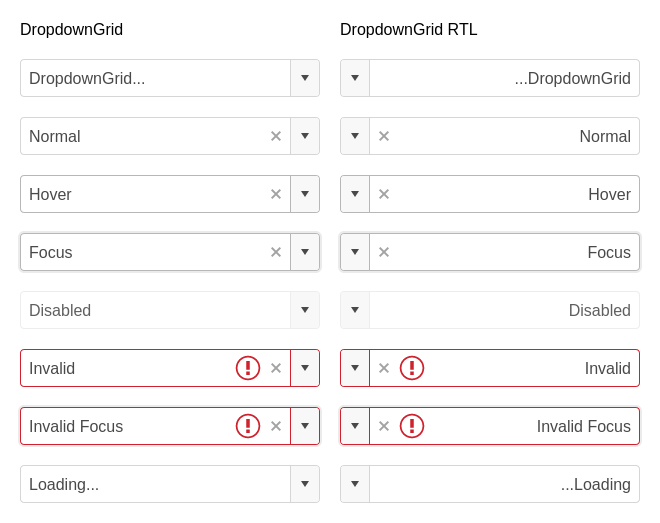 DropdownGrid
DropdownGrid...
Normal
Hover
Focus
Disabled
Invalid
Invalid Focus
Loading...
DropdownGrid RTL
...DropdownGrid
Normal
Hover
Focus
Disabled
Invalid
Invalid Focus
...Loading